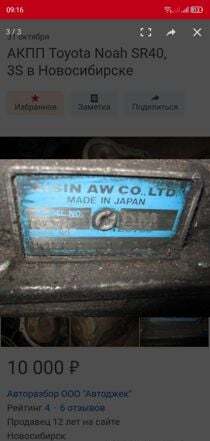 09:16
31 октября
3 / 3
АКПП Toyota Noah SR40,
3S в Новосибирске
Избранное
Заметка
Поделиться
AISIN AW CO., LTD.
MADE IN JAPAN
10 000 ₽
Авторазбор ООО "Автоджек"
Рейтинг 4 · 6 отзывов
Продавец 12 лет на сайте
Новосибирск